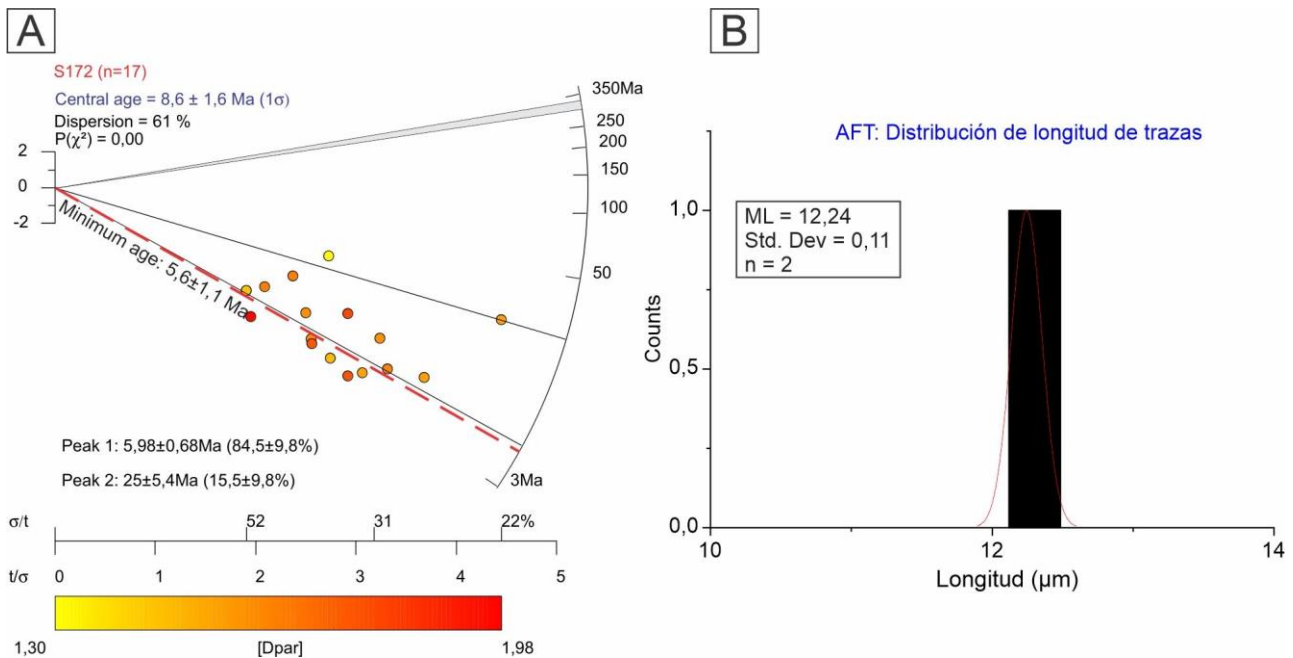 A
S172 (n=17)
Central age = 8,6 ± 1,6 Ma (1σ)
Dispersion = 61 %
P(χ²) = 0,00
2
0
-2
Minimum age: 5,6±1,1 Ma
350Ma
250
200
150
100
50
3Ma
Peak 1: 5,98±0,68Ma (84,5±9,8%)
Peak 2: 25±5,4Ma (15,5±9,8%)
σ/t 52 31 22%
t/σ 0 1 2 3 4 5
1,30 [Dpar] 1,98
B
AFT: Distribución de longitud de trazas
ML = 12,24
Std. Dev = 0,11
n = 2
Counts
1,0
0,5
0,0
10 12 14
Longitud (µm)